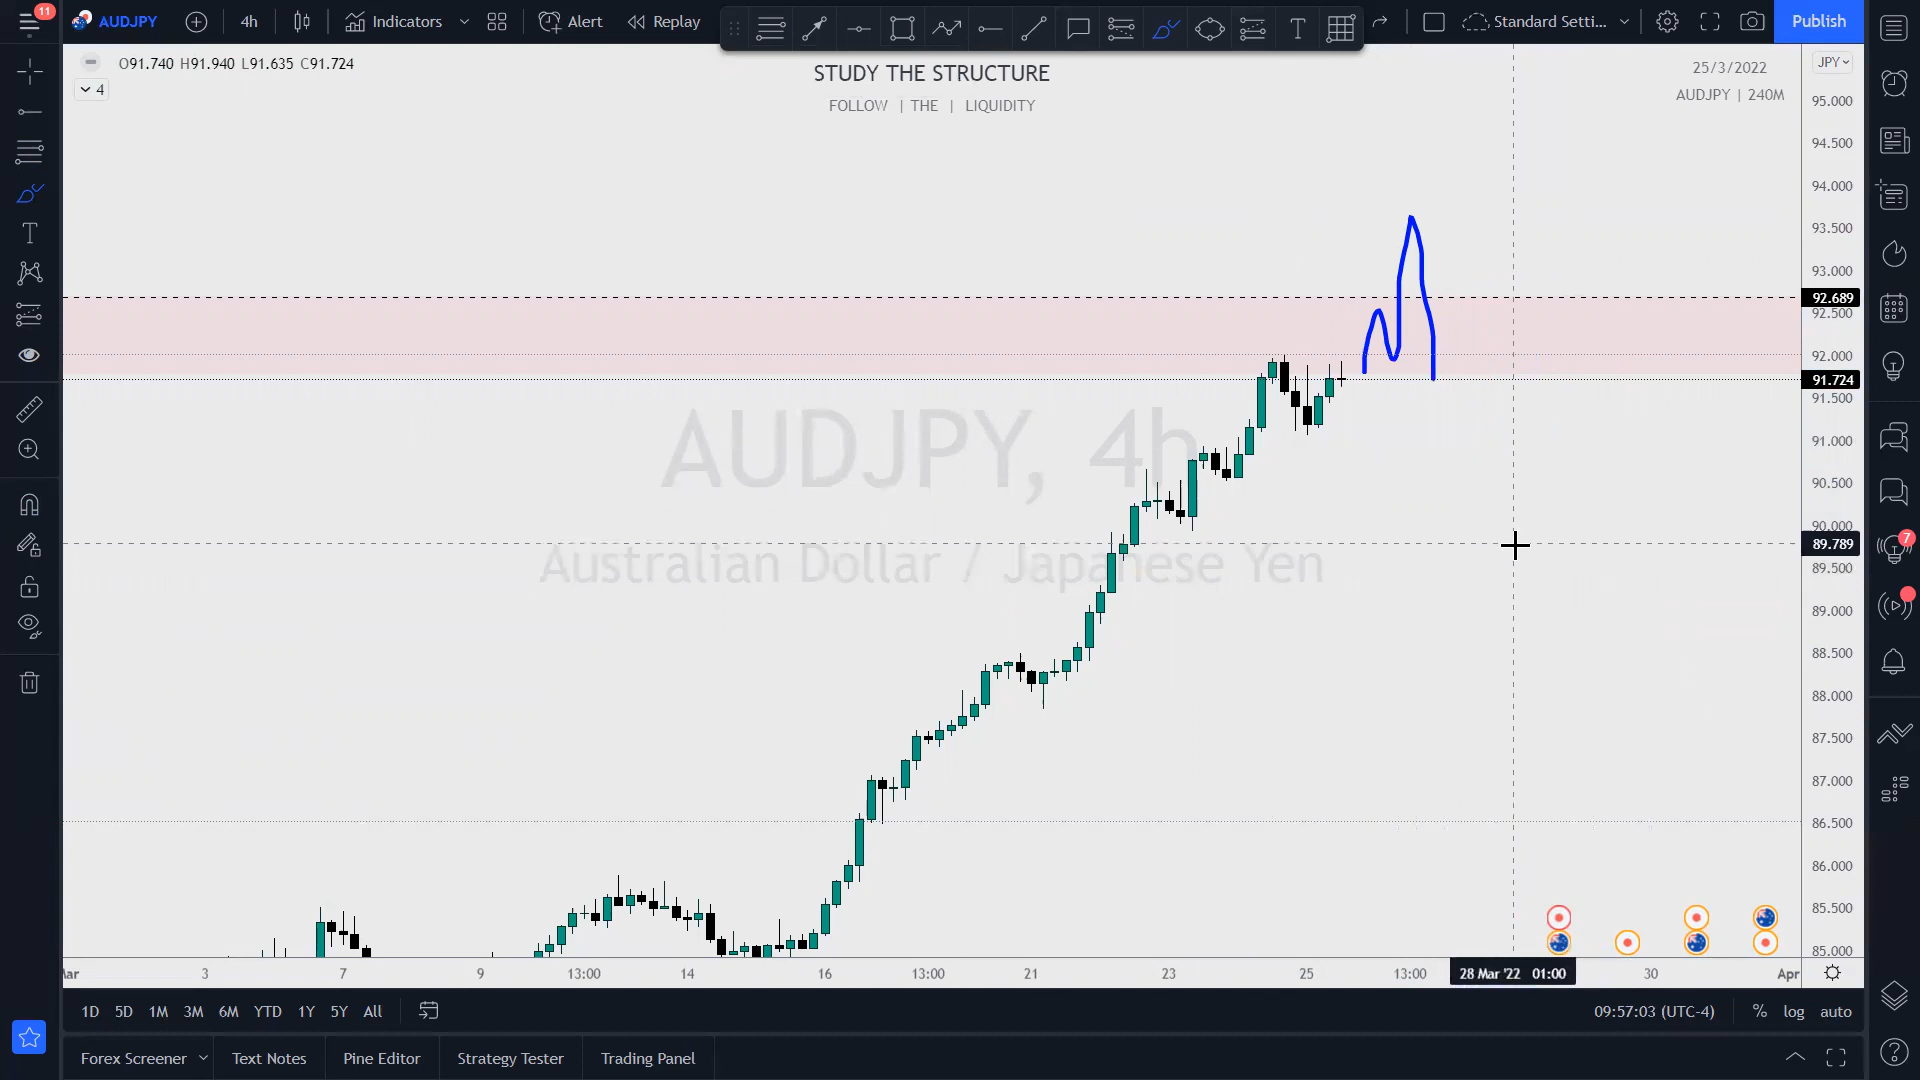 11
AUDJPY
4h
Indicators
Alert
Replay
Standard Setti...
Publish
O91.740 H91.940 L91.635 C91.724
4
STUDY THE STRUCTURE
FOLLOW | THE | LIQUIDITY
25/3/2022
AUDJPY | 240M
JPY
95.000
94.500
94.000
93.500
93.000
92.689
92.500
92.000
91.724
91.500
91.000
90.500
90.000
89.789
89.500
89.000
88.500
88.000
87.500
87.000
86.500
86.000
85.500
85.000
AUDJPY, 4h
Australian Dollar / Japanese Yen
7
Mar 3 7 9 13:00 14 16 13:00 21 23 25 13:00 28 Mar '22 01:00 30 Apr
1D 5D 1M 3M 6M YTD 1Y 5Y All
09:57:03 (UTC-4) % log auto
Forex Screener Text Notes Pine Editor Strategy Tester Trading Panel